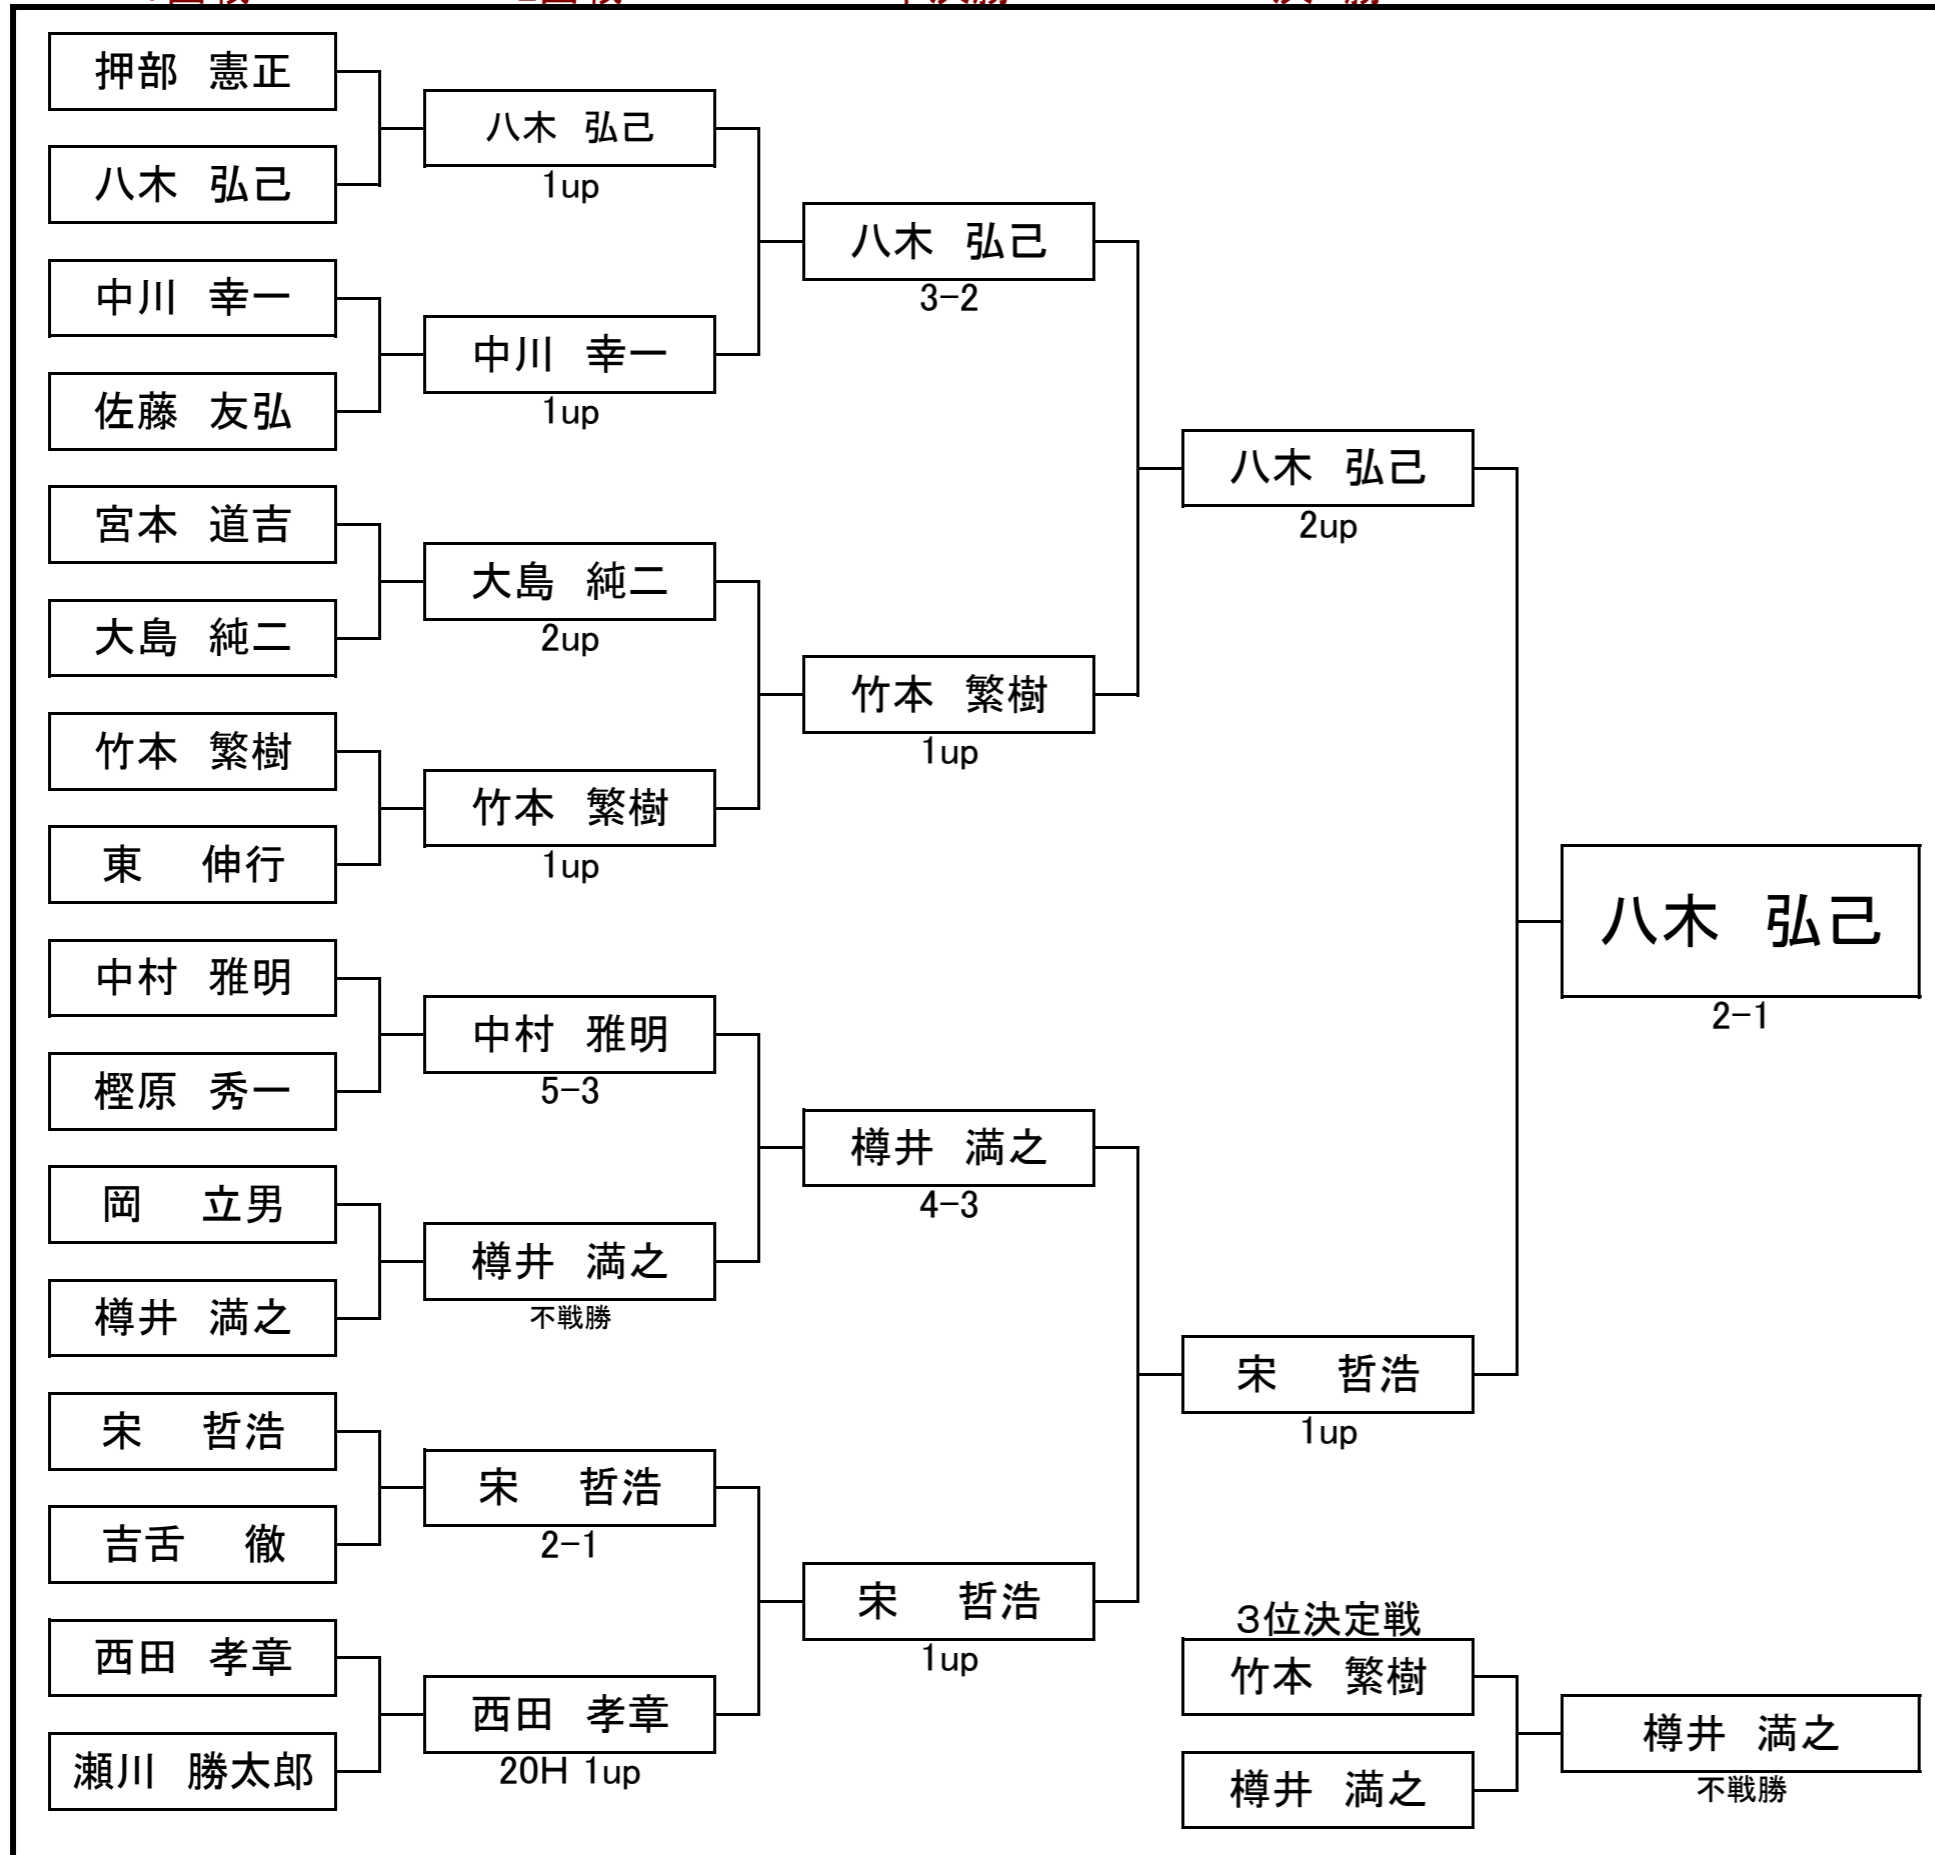 押部 憲正
八木 弘己
1up
八木 弘己
中川 幸一
八木 弘己
3-2
中川 幸一
1up
佐藤 友弘
八木 弘己
2up
宮本 道吉
大島 純二
2up
大島 純二
竹本 繁樹
1up
竹本 繁樹
竹本 繁樹
1up
東 伸行
八木 弘己
2-1
中村 雅明
中村 雅明
5-3
樫原 秀一
樽井 満之
4-3
岡 立男
樽井 満之
不戦勝
樽井 満之
宋 哲浩
1up
宋 哲浩
宋 哲浩
2-1
吉舌 徹
宋 哲浩
1up
3位決定戦
西田 孝章
竹本 繁樹
西田 孝章
20H 1up
樽井 満之
不戦勝
瀬川 勝太郎
樽井 満之